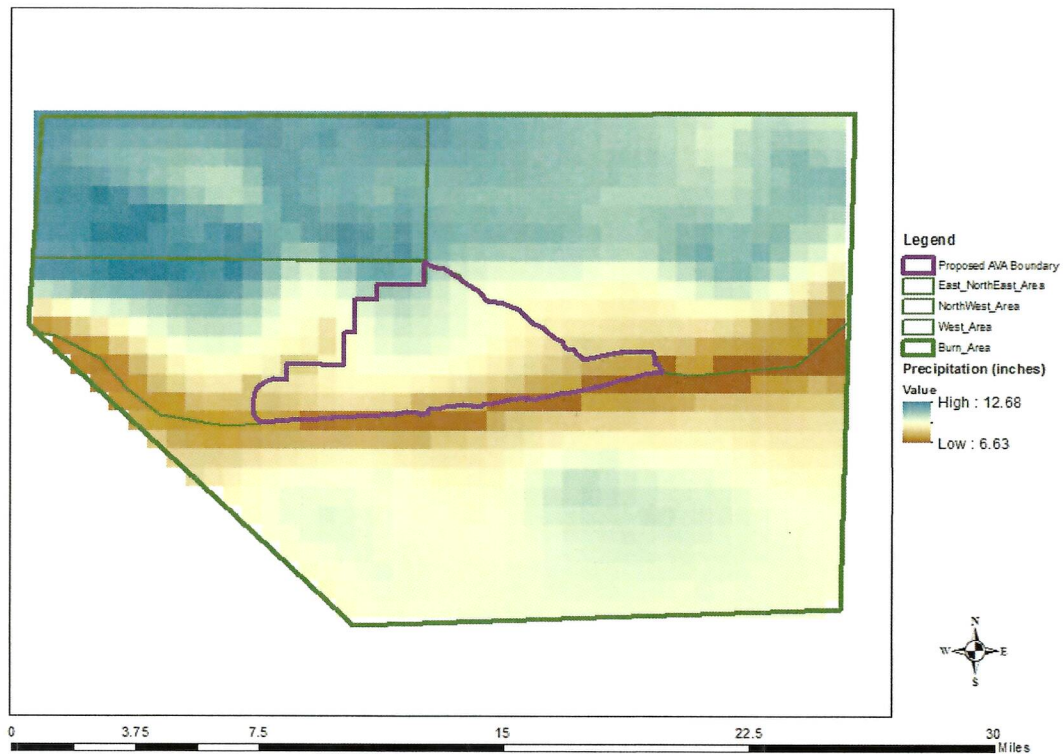 Legend
Proposed AVA Boundary
East_NorthEast_Area
NorthWest_Area
West_Area
Burn_Area
Precipitation (inches)
Value
High : 12.68
Low : 6.63
N
W E
S
0 3.75 7.5 15 22.5 30
Miles